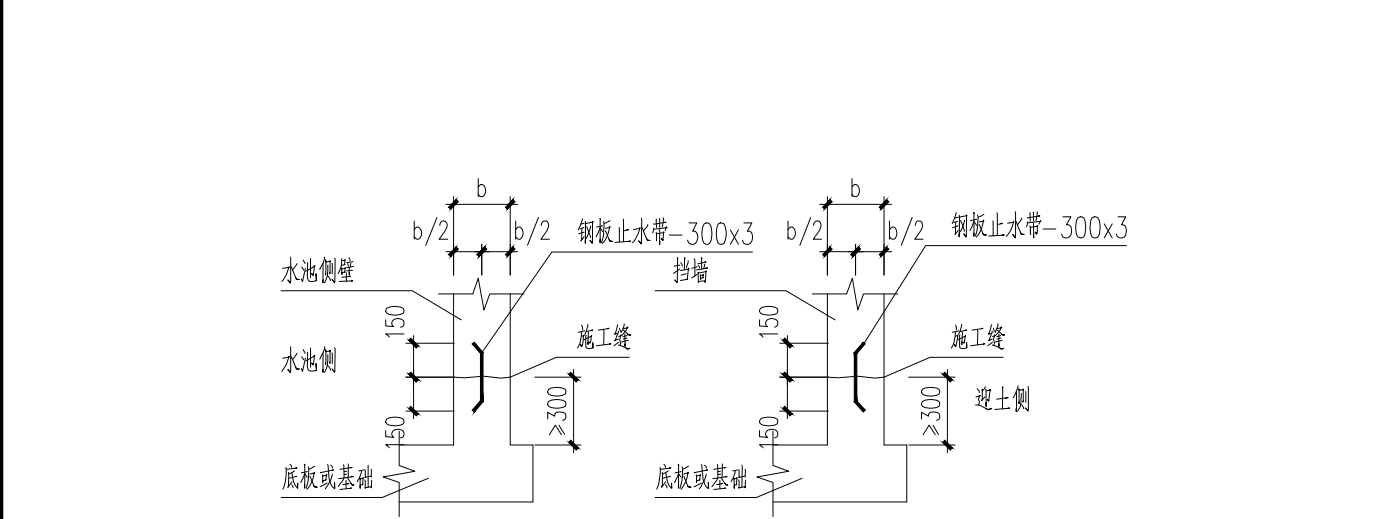 b
b/2
b/2
钢板止水带-300x3
水池侧壁
150
水池侧
施工缝
≥300
150
底板或基础
b
b/2
b/2
钢板止水带-300x3
挡墙
150
施工缝
迎土侧
≥300
150
底板或基础